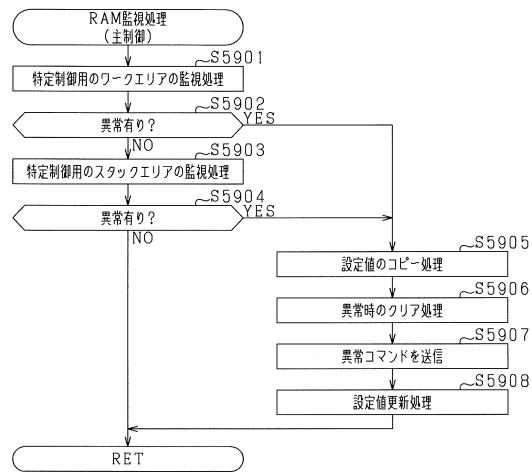 RAM監視処理
(主制御)
S5901
特定制御用のワークエリアの監視処理
S5902
異常有り?
YES
NO
S5903
特定制御用のスタックエリアの監視処理
S5904
異常有り?
YES
NO
S5905
設定値のコピー処理
S5906
異常時のクリア処理
S5907
異常コマンドを送信
S5908
設定値更新処理
RET